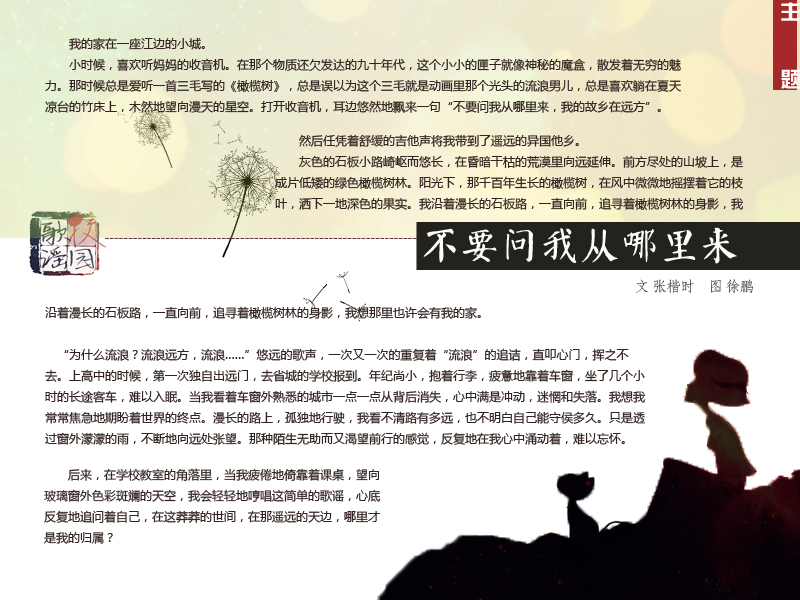 主
题
我的家在一座江边的小城。
小时候，喜欢听妈妈的收音机。在那个物质还欠发达的九十年代，这个小小的匣子就像神秘的魔盒，散发着无穷的魅
力。那时候总是爱听一首三毛写的《橄榄树》，总是误以为这个三毛就是动画里那个光头的流浪男儿，总是喜欢躺在夏天
凉台的竹床上，木然地望向漫天的星空。打开收音机，耳边悠然地飘来一句“不要问我从哪里来，我的故乡在远方”。
然后任凭着舒缓的吉他声将我带到了遥远的异国他乡。
灰色的石板小路崎岖而悠长，在昏暗干枯的荒漠里向远延伸。前方尽处的山坡上，是
成片低矮的绿色橄榄树林。阳光下，那千百年生长的橄榄树，在风中微微地摇摆着它的枝
叶，洒下一地深色的果实。我沿着漫长的石板路，一直向前，追寻着橄榄树林的身影，我
校园
歌谣
不要问我从哪里来
文 张楷时 图 徐鹏
沿着漫长的石板路，一直向前，追寻着橄榄树林的身影，我想那里也许会有我的家。
“为什么流浪？流浪远方，流浪……”悠远的歌声，一次又一次的重复着“流浪”的追诘，直叩心门，挥之不
去。上高中的时候，第一次独自出远门，去省城的学校报到。年纪尚小，抱着行李，疲惫地靠着车窗，坐了几个小
时的长途客车，难以入眠。当我看着车窗外熟悉的城市一点一点从背后消失，心中满是冲动，迷惘和失落。我想我
常常焦急地期盼着世界的终点。漫长的路上，孤独地行驶，我看不清路有多远，也不明白自己能守侯多久。只是透
过窗外濛濛的雨，不断地向远处张望。那种陌生无助而又渴望前行的感觉，反复地在我心中涌动着，难以忘怀。
后来，在学校教室的角落里，当我疲倦地倚靠着课桌，望向
玻璃窗外色彩斑斓的天空，我会轻轻地哼唱这简单的歌谣，心底
反复地追问着自己，在这莽莽的世间，在那遥远的天边，哪里才
是我的归属？